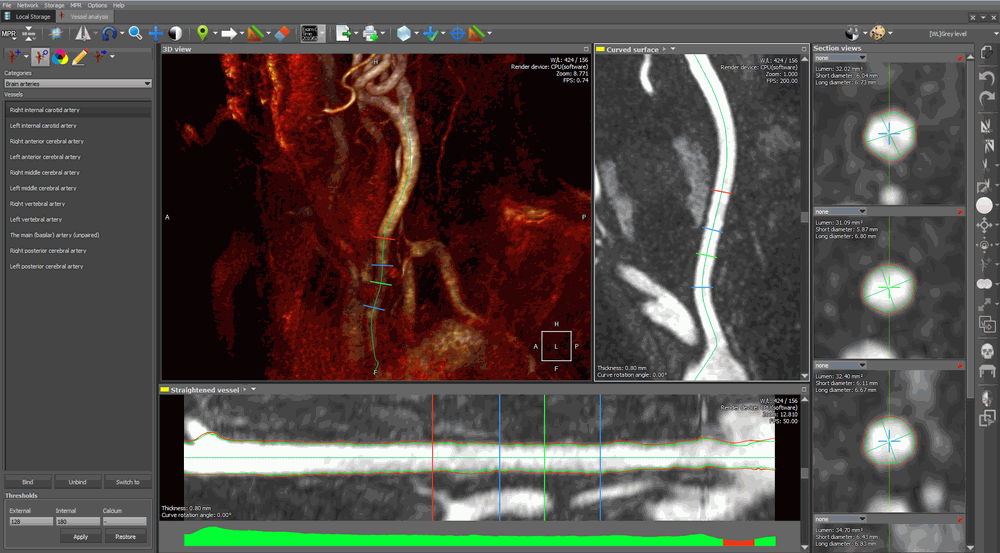 File Network Storage MPR Options Help
Local Storage Vessel analysis
MPR
[WL]Grey level
Categories
Brain arteries
Vessels
Right internal carotid artery
Left internal carotid artery
Right anterior cerebral artery
Left anterior cerebral artery
Right middle cerebral artery
Left middle cerebral artery
Right vertebral artery
Left vertebral artery
The main (basilar) artery (unpaired)
Right posterior cerebral artery
Left posterior cerebral artery
Bind Unbind Switch to
Thresholds
External Internal Calcium
128 180 -
Apply Restore
3D view
W/L: 424 / 156
Render device: CPU(software)
Zoom: 8.771
FPS: 0.74
H
A P
F
H
A L P
F
Curved surface
W/L: 424 / 156
Render device: CPU(software)
Zoom: 1.000
FPS: 200.00
Thickness: 0.80 mm
Curve rotation angle: 0.00°
Straightened vessel
W/L: 424 / 156
Render device: CPU(software)
Zoom: 12.810
FPS: 50.00
Thickness: 0.80 mm
Curve rotation angle: 0.00°
Section views
none
Lumen: 32.02 mm²
Short diameter: 6.04 mm
Long diameter: 6.73 mm
none
Lumen: 31.09 mm²
Short diameter: 5.87 mm
Long diameter: 6.80 mm
none
Lumen: 32.40 mm²
Short diameter: 6.11 mm
Long diameter: 6.67 mm
none
Lumen: 34.70 mm²
Short diameter: 6.43 mm
Long diameter: 6.83 mm